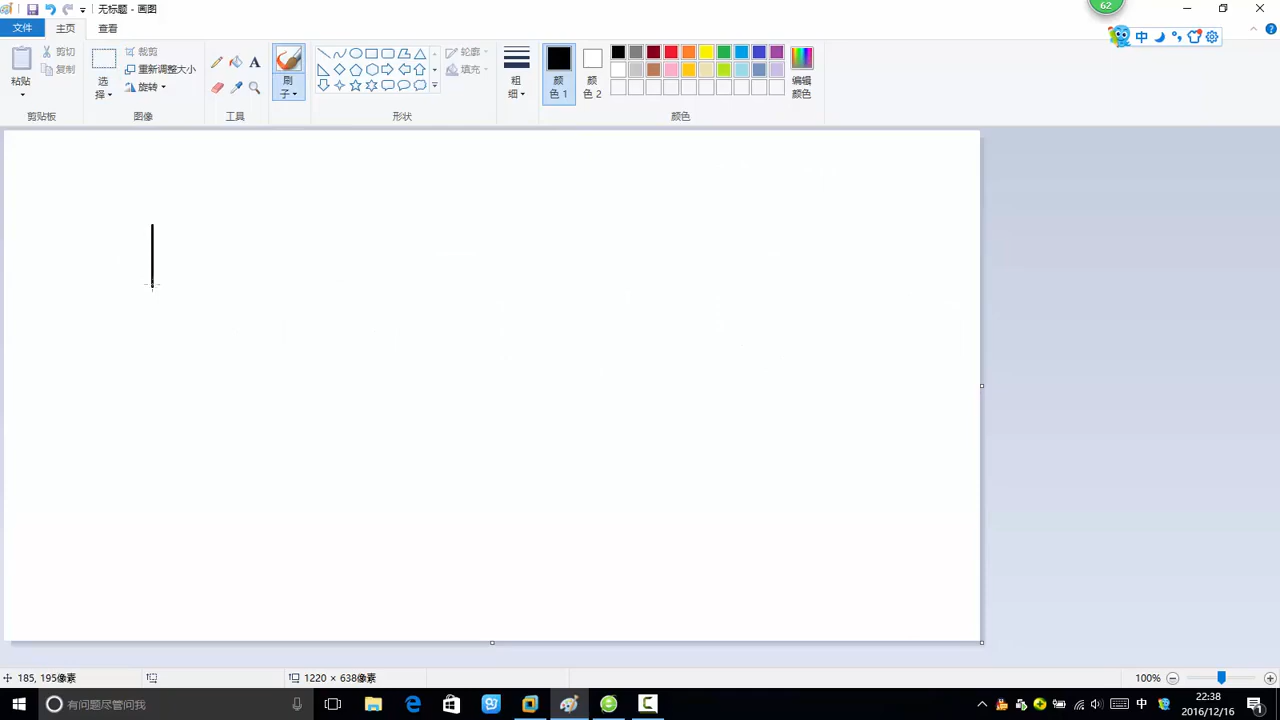 无标题 - 画图
62
文件
主页
查看
中
粘贴
剪切
复制
剪贴板
选择
裁剪
重新调整大小
旋转
图像
A
工具
刷子
轮廓
填充
形状
粗细
颜色 1
颜色 2
编辑颜色
颜色
185, 195像素
1220 × 638像素
100%
有问题尽管问我
中
22:38
2016/12/16
1